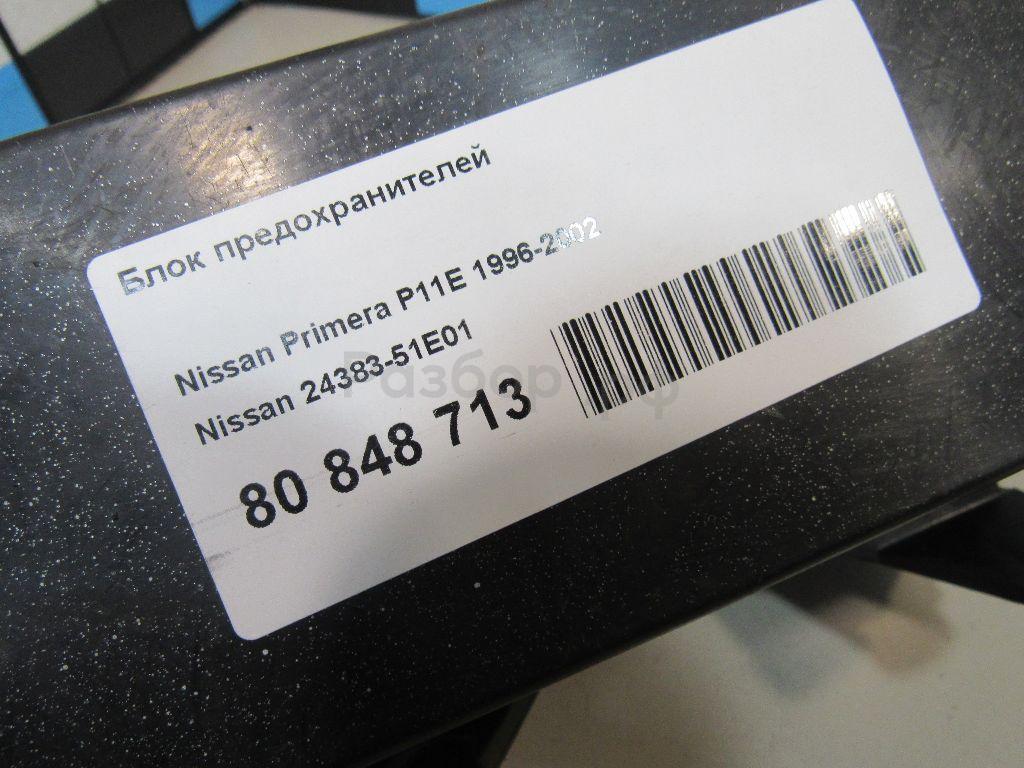 Блок предохранителей
Nissan Primera P11E 1996-2002
Nissan 24383-51E01
80 848 713